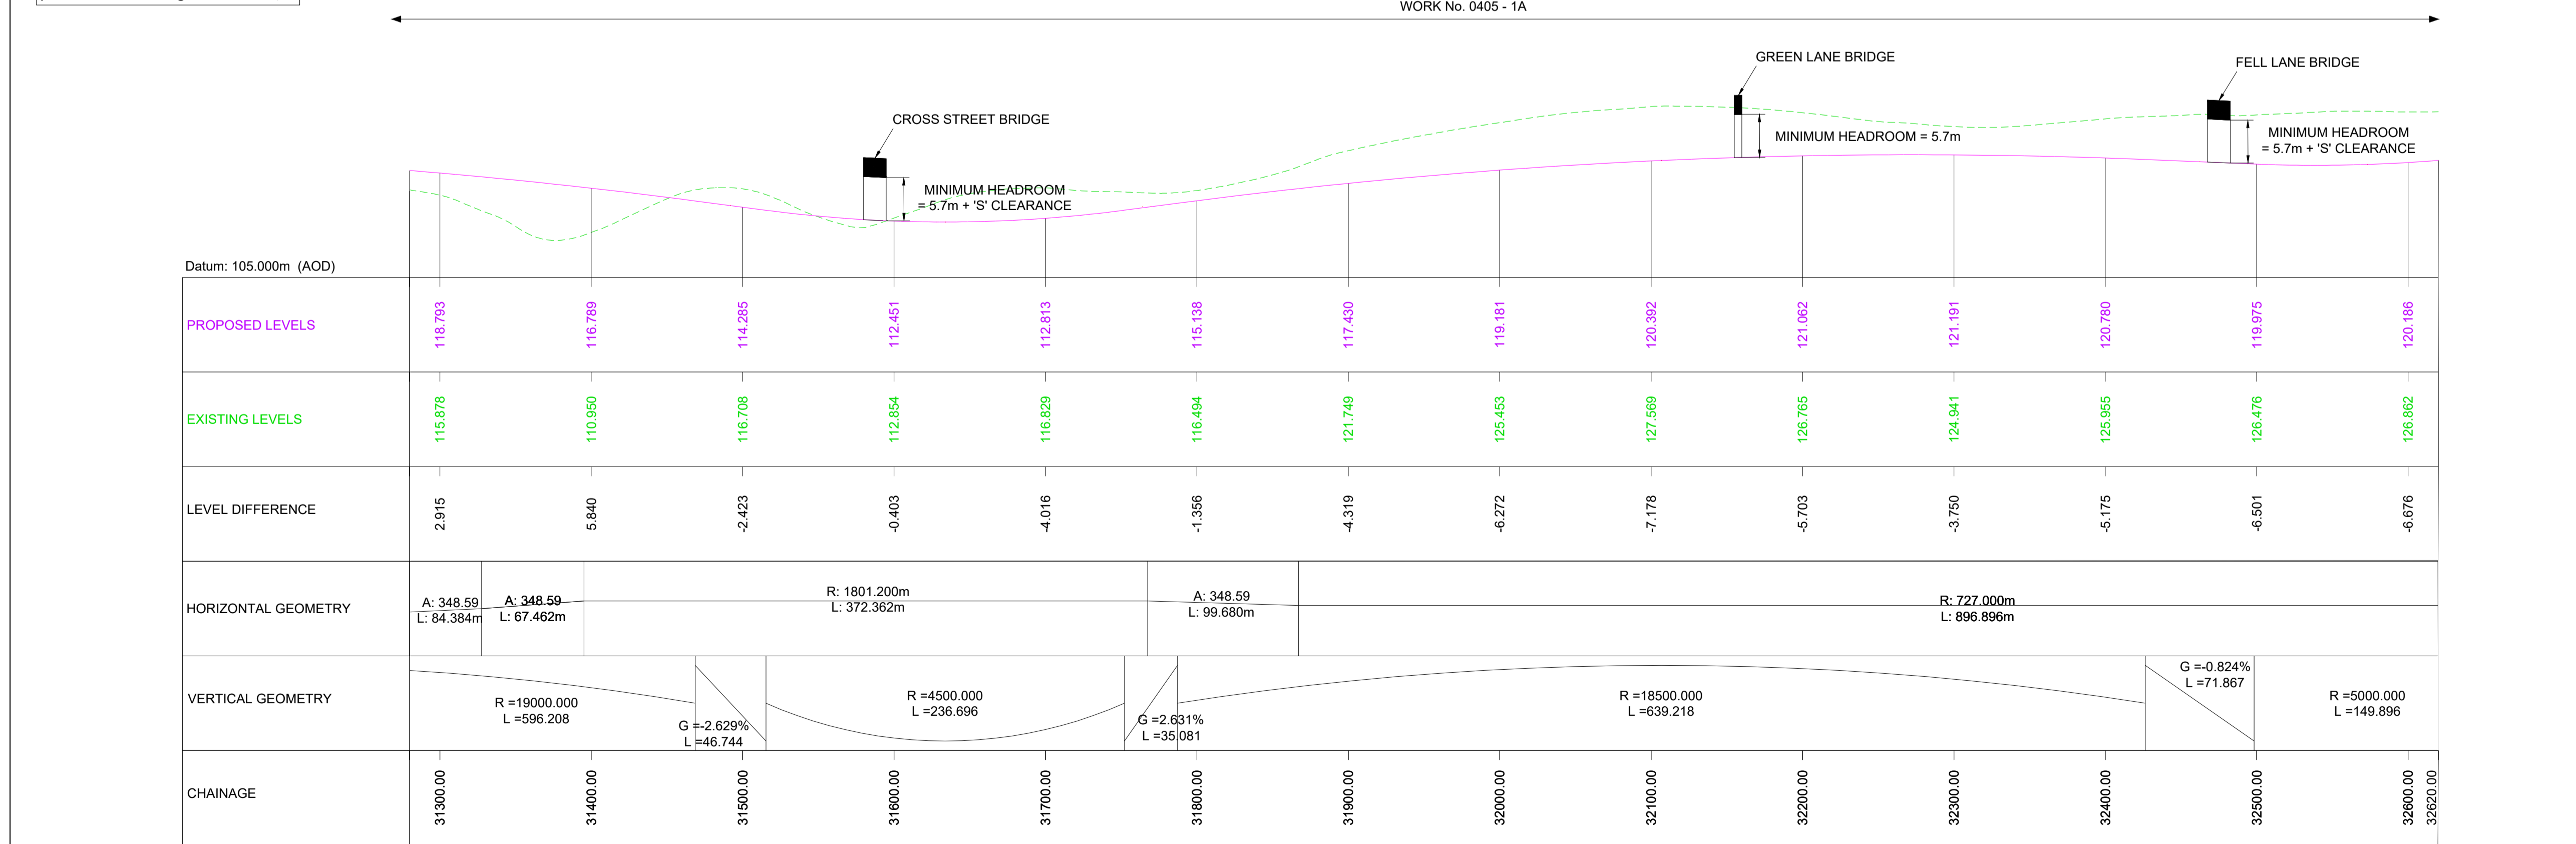 WORK No. 0405 - 1A
GREEN LANE BRIDGE
FELL LANE BRIDGE
CROSS STREET BRIDGE
MINIMUM HEADROOM = 5.7m
MINIMUM HEADROOM
= 5.7m + 'S' CLEARANCE
MINIMUM HEADROOM
= 5.7m + 'S' CLEARANCE
Datum: 105.000m (AOD)
PROPOSED LEVELS
118.793
116.789
114.285
112.451
112.813
115.138
117.430
119.181
120.392
121.062
121.191
120.780
119.975
120.186
EXISTING LEVELS
115.878
110.950
116.708
112.854
116.829
116.494
121.749
125.453
127.569
126.765
124.941
125.955
126.476
126.862
LEVEL DIFFERENCE
2.915
5.840
-2.423
-0.403
-4.016
-1.356
-4.319
-6.272
-7.178
-5.703
-3.750
-5.175
-6.501
-6.676
HORIZONTAL GEOMETRY
A: 348.59
L: 84.384m
A: 348.59
L: 67.462m
R: 1801.200m
L: 372.362m
A: 348.59
L: 99.680m
R: 727.000m
L: 896.896m
VERTICAL GEOMETRY
R =19000.000
L =596.208
G =-2.629%
L =46.744
R =4500.000
L =236.696
G =2.631%
L =35.081
R =18500.000
L =639.218
G =-0.824%
L =71.867
R =5000.000
L =149.896
CHAINAGE
31300.00
31400.00
31500.00
31600.00
31700.00
31800.00
31900.00
32000.00
32100.00
32200.00
32300.00
32400.00
32500.00
32600.00
32620.00